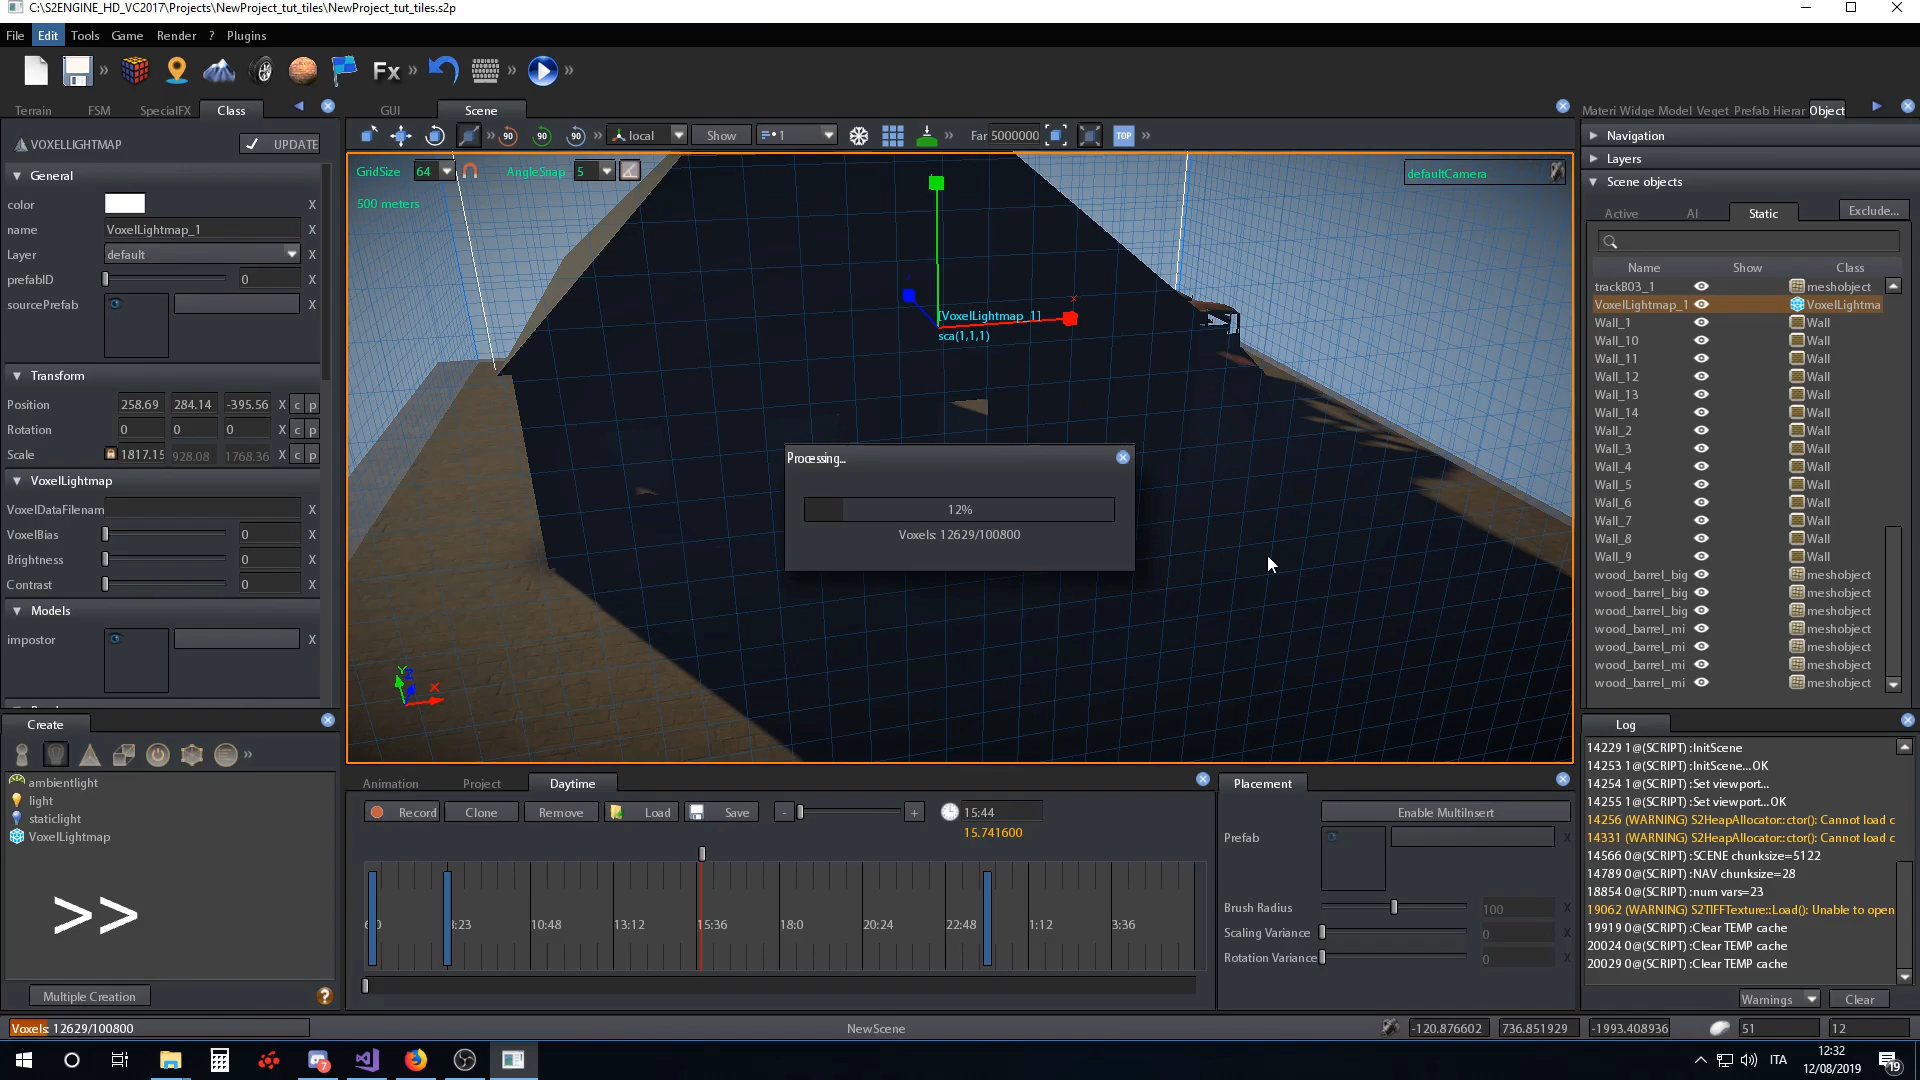 C:\S2ENGINE_HD_VC2017\Projects\NewProject_tut_tiles\NewProject_tut_tiles.s2p
File Edit Tools Game Render ? Plugins
Fx
Terrain FSM SpecialFX Class
GUI Scene
Materi Widge Model Veget Prefab Hierar Object
90 90 90 local Show 1 Far 5000000 TOP
VOXELLIGHTMAP UPDATE
General
color X
name VoxelLightmap_1 X
Layer default X
prefabID 0 X
sourcePrefab X
Transform
Position 258.69 284.14 -395.56 X c p
Rotation 0 0 0 X c p
Scale 1817.15 928.08 1768.36 X c p
VoxelLightmap
VoxelDataFilenam X
VoxelBias 0 X
Brightness 0 X
Contrast 0 X
Models
impostor X
GridSize 64 AngleSnap 5 defaultCamera
500 meters
[VoxelLightmap_1]
sca(1,1,1)
x
Processing...
12%
Voxels: 12629/100800
Y Z X
Navigation
Layers
Scene objects
Active AI Static Exclude...
Name Show Class
trackB03_1 meshobject
VoxelLightmap_1 VoxelLightma
Wall_1 Wall
Wall_10 Wall
Wall_11 Wall
Wall_12 Wall
Wall_13 Wall
Wall_14 Wall
Wall_2 Wall
Wall_3 Wall
Wall_4 Wall
Wall_5 Wall
Wall_6 Wall
Wall_7 Wall
Wall_8 Wall
Wall_9 Wall
wood_barrel_big meshobject
wood_barrel_big meshobject
wood_barrel_big meshobject
wood_barrel_mi meshobject
wood_barrel_mi meshobject
wood_barrel_mi meshobject
wood_barrel_mi meshobject
Create
ambientlight
light
staticlight
VoxelLightmap
>>
Multiple Creation
Animation Project Daytime
Record Clone Remove Load Save - + 15:44
15.741600
8:23 10:48 13:12 15:36 18:0 20:24 22:48 1:12 3:36
Placement
Enable MultiInsert
Prefab X
Brush Radius 100 X
Scaling Variance 0 X
Rotation Variance 0 X
Log
14229 1@(SCRIPT) :InitScene
14253 1@(SCRIPT) :InitScene...OK
14254 1@(SCRIPT) :Set viewport...
14255 1@(SCRIPT) :Set viewport...OK
14256 (WARNING) S2HeapAllocator::ctor(): Cannot load c
14331 (WARNING) S2HeapAllocator::ctor(): Cannot load c
14566 0@(SCRIPT) :SCENE chunksize=5122
14789 0@(SCRIPT) :NAV chunksize=28
18854 0@(SCRIPT) :num vars=23
19062 (WARNING) S2TIFFTexture::Load(): Unable to open
19919 0@(SCRIPT) :Clear TEMP cache
20024 0@(SCRIPT) :Clear TEMP cache
20029 0@(SCRIPT) :Clear TEMP cache
Warnings Clear
Voxels: 12629/100800 NewScene -120.876602 736.851929 -1993.408936 51 12
7 ITA 12:32
12/08/2019 19